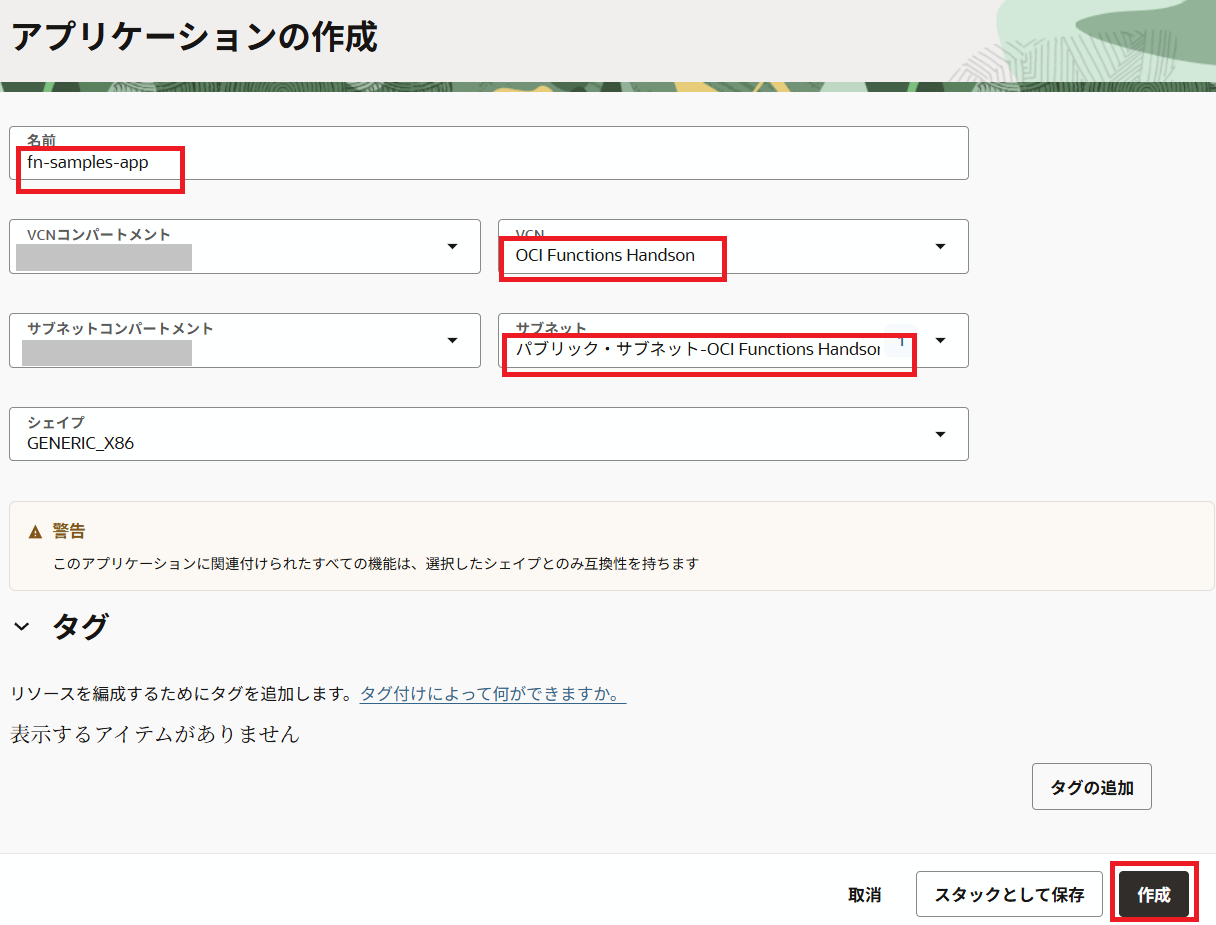 アプリケーションの作成
名前
fn-samples-app
VCNコンパートメント
VCN
OCI Functions Handson
サブネットコンパートメント
サブネット
パブリック・サブネット-OCI Functions Handson
1
シェイプ
GENERIC_X86
警告
このアプリケーションに関連付けられたすべての機能は、選択したシェイプとのみ互換性を持ちます
タグ
リソースを編成するためにタグを追加します。タグ付けによって何ができますか。
表示するアイテムがありません
タグの追加
取消
スタックとして保存
作成